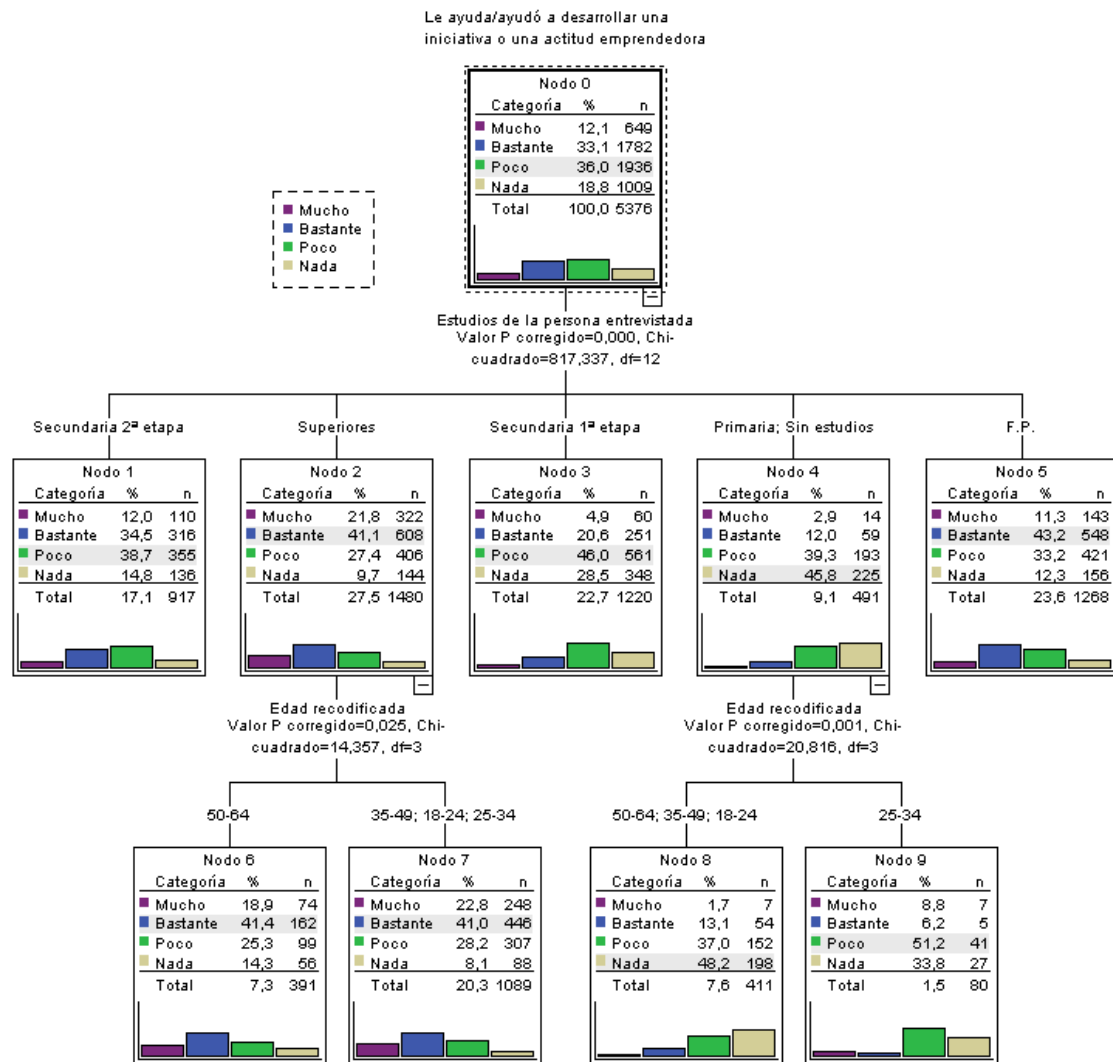 Le ayuda/ayudó a desarrollar una
iniciativa o una actitud emprendedora
Nodo 0
Categoría % n
Mucho 12,1 649
Bastante 33,1 1782
Poco 36,0 1936
Nada 18,8 1009
Total 100,0 5376
Mucho
Bastante
Poco
Nada
Estudios de la persona entrevistada
Valor P corregido=0,000, Chi-
cuadrado=817,337, df=12
Secundaria 2ª etapa
Nodo 1
Categoría % n
Mucho 12,0 110
Bastante 34,5 316
Poco 38,7 355
Nada 14,8 136
Total 17,1 917
Superiores
Nodo 2
Categoría % n
Mucho 21,8 322
Bastante 41,1 608
Poco 27,4 406
Nada 9,7 144
Total 27,5 1480
Secundaria 1ª etapa
Nodo 3
Categoría % n
Mucho 4,9 60
Bastante 20,6 251
Poco 46,0 561
Nada 28,5 348
Total 22,7 1220
Primaria; Sin estudios
Nodo 4
Categoría % n
Mucho 2,9 14
Bastante 12,0 59
Poco 39,3 193
Nada 45,8 225
Total 9,1 491
F.P.
Nodo 5
Categoría % n
Mucho 11,3 143
Bastante 43,2 548
Poco 33,2 421
Nada 12,3 156
Total 23,6 1268
Edad recodificada
Valor P corregido=0,025, Chi-
cuadrado=14,357, df=3
Edad recodificada
Valor P corregido=0,001, Chi-
cuadrado=20,816, df=3
50-64
Nodo 6
Categoría % n
Mucho 18,9 74
Bastante 41,4 162
Poco 25,3 99
Nada 14,3 56
Total 7,3 391
35-49; 18-24; 25-34
Nodo 7
Categoría % n
Mucho 22,8 248
Bastante 41,0 446
Poco 28,2 307
Nada 8,1 88
Total 20,3 1089
50-64; 35-49; 18-24
Nodo 8
Categoría % n
Mucho 1,7 7
Bastante 13,1 54
Poco 37,0 152
Nada 48,2 198
Total 7,6 411
25-34
Nodo 9
Categoría % n
Mucho 8,8 7
Bastante 6,2 5
Poco 51,2 41
Nada 33,8 27
Total 1,5 80